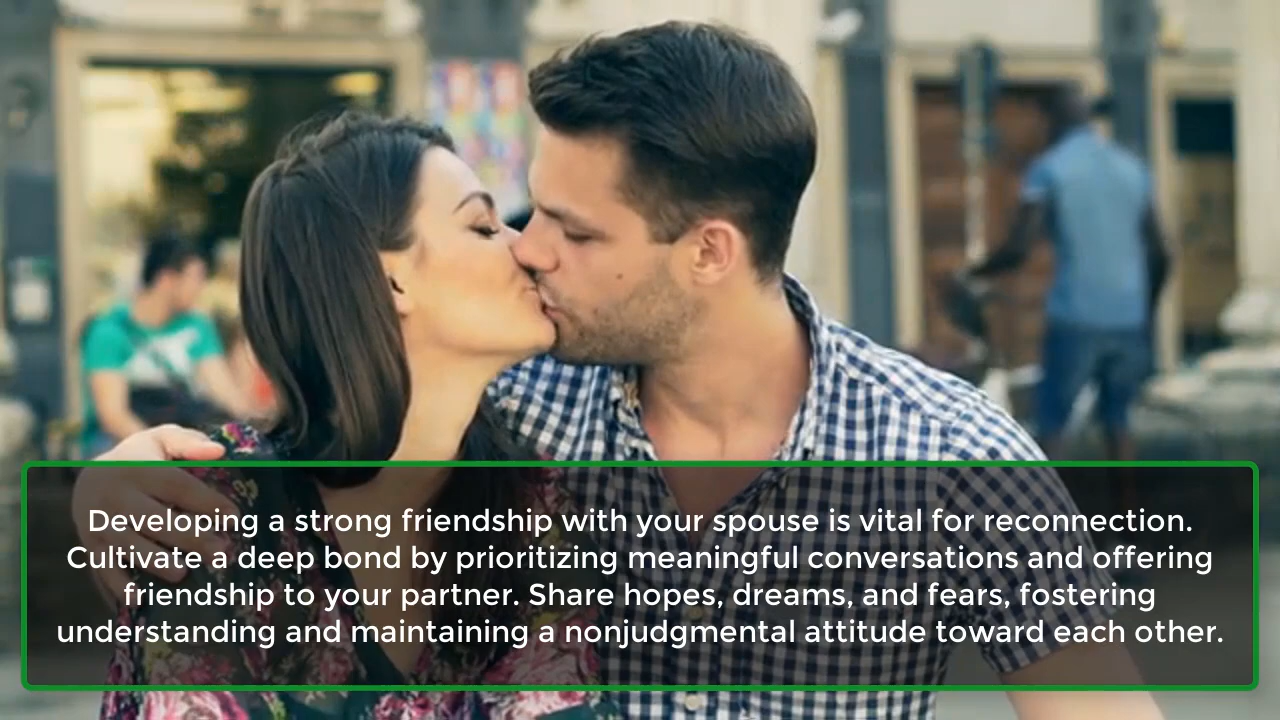 Developing a strong friendship with your spouse is vital for reconnection.
Cultivate a deep bond by prioritizing meaningful conversations and offering
friendship to your partner. Share hopes, dreams, and fears, fostering
understanding and maintaining a nonjudgmental attitude toward each other.